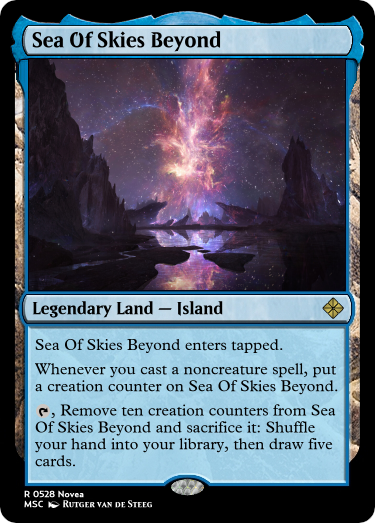 Sea Of Skies Beyond
Legendary Land — Island
Sea Of Skies Beyond enters tapped.
Whenever you cast a noncreature spell, put
a creation counter on Sea Of Skies Beyond.
, Remove ten creation counters from Sea
Of Skies Beyond and sacrifice it: Shuffle
your hand into your library, then draw five
cards.
R 0528 Novea
MSC Rutger van de Steeg